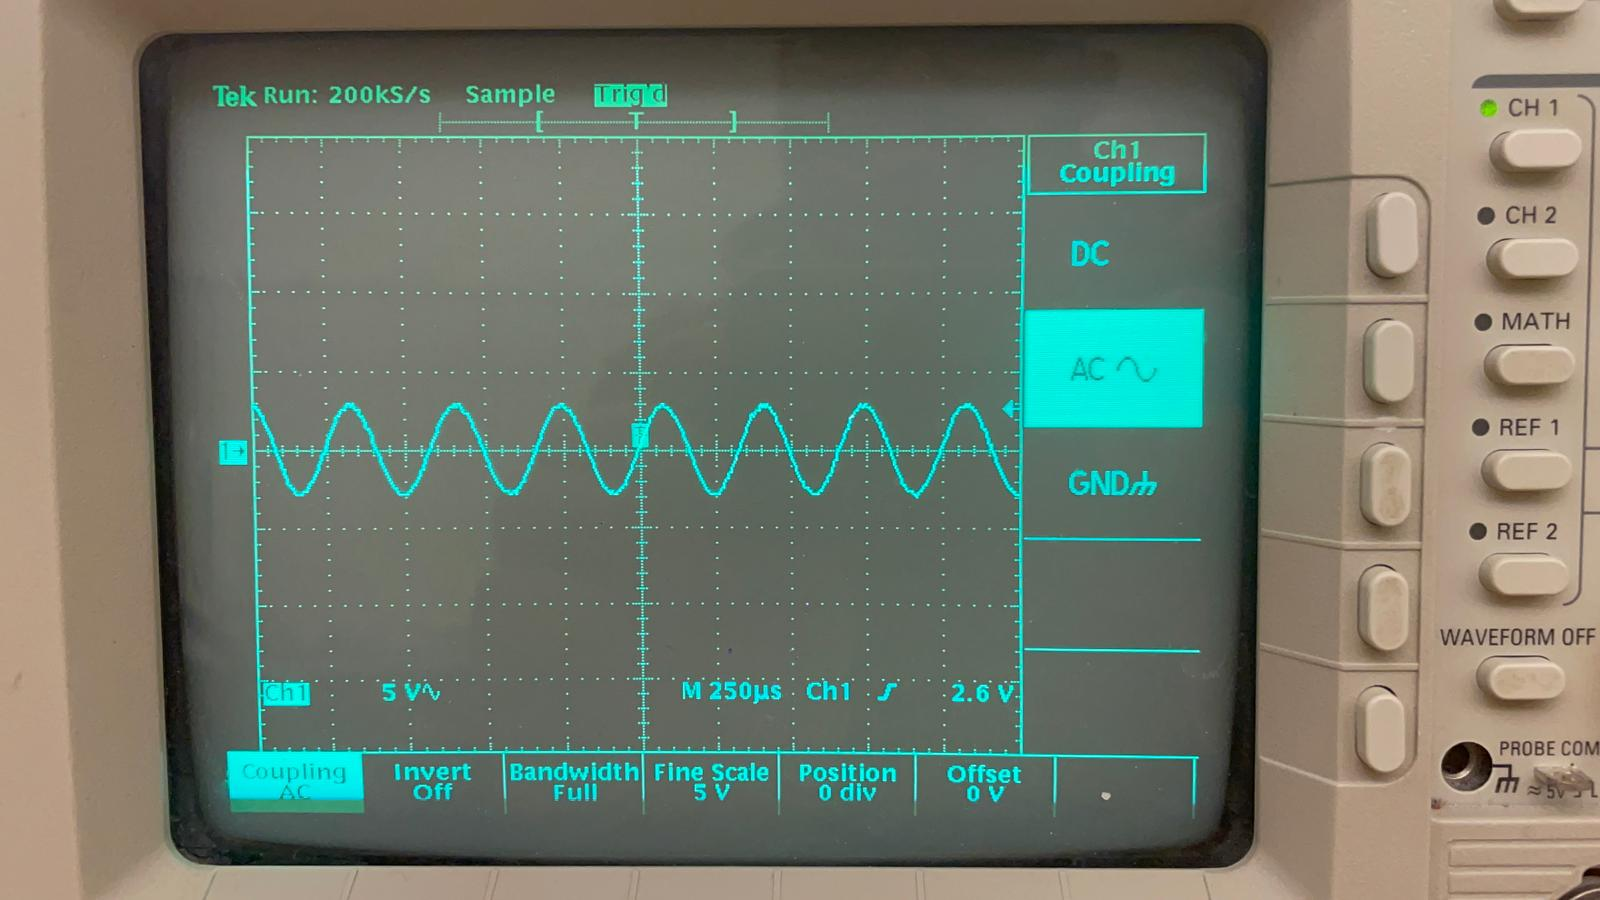 Tek Run: 200kS/s Sample Trig'd
[ T ]
Ch1
Coupling
DC
AC
GND
1
T
Ch1 5 V M 250µs Ch1 2.6 V
Coupling
AC
Invert
Off
Bandwidth
Full
Fine Scale
5 V
Position
0 div
Offset
0 V
CH 1
CH 2
MATH
REF 1
REF 2
WAVEFORM OFF
PROBE COM
≈5V